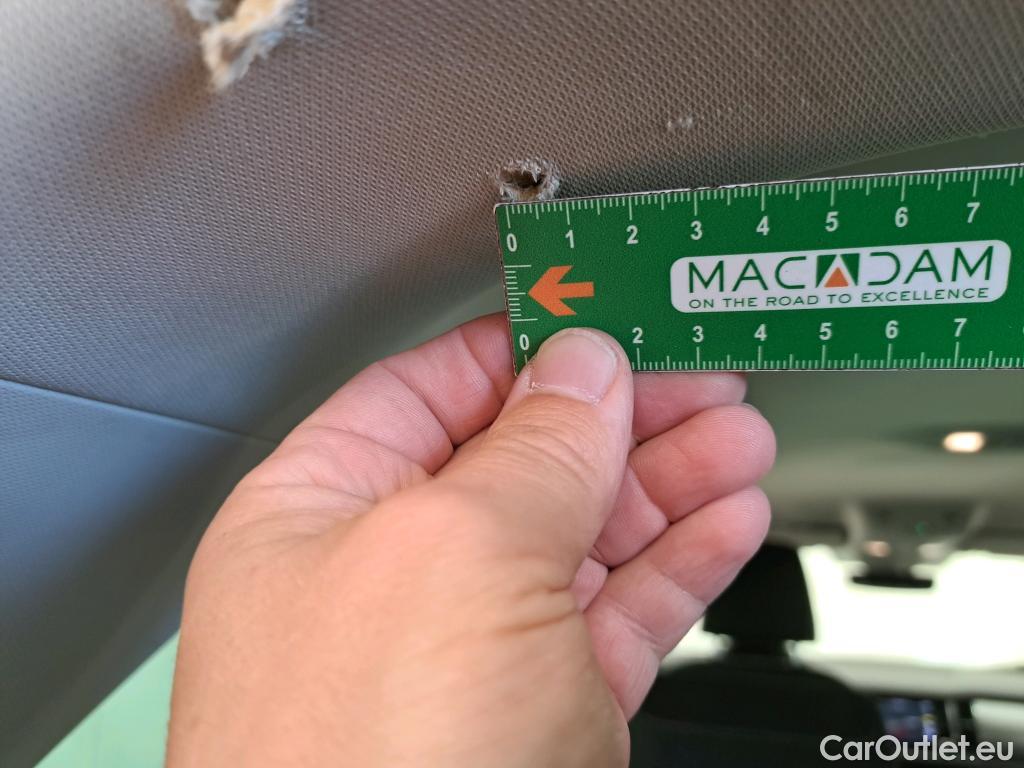 0 1 2 3 4 5 6 7
MACADAM
ON THE ROAD TO EXCELLENCE
0 2 3 4 5 6 7
CarOutlet.eu